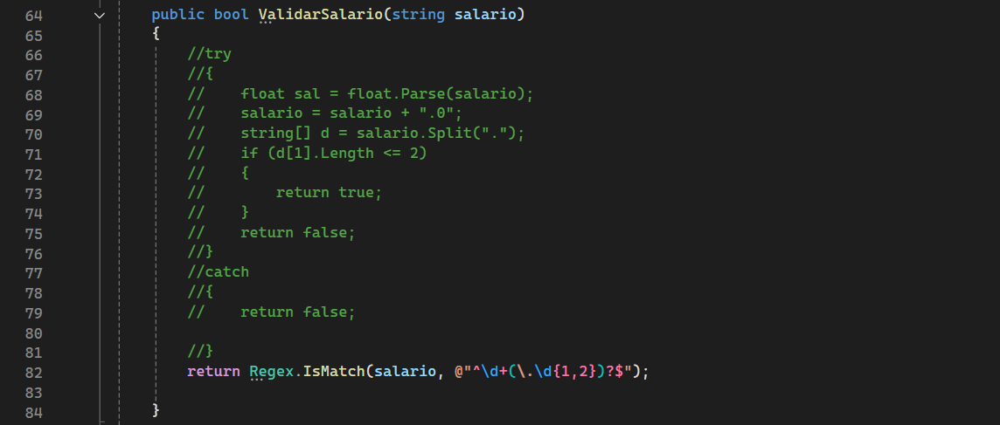 64 public bool ValidarSalario(string salario)
65 {
66 //try
67 //{
68 //    float sal = float.Parse(salario);
69 //    salario = salario + ".0";
70 //    string[] d = salario.Split(".");
71 //    if (d[1].Length <= 2)
72 //    {
73 //        return true;
74 //    }
75 //    return false;
76 //}
77 //catch
78 //{
79 //    return false;
80
81 //}
82 return Regex.IsMatch(salario, @"^\d+(\.\d{1,2})?$");
83
84 }